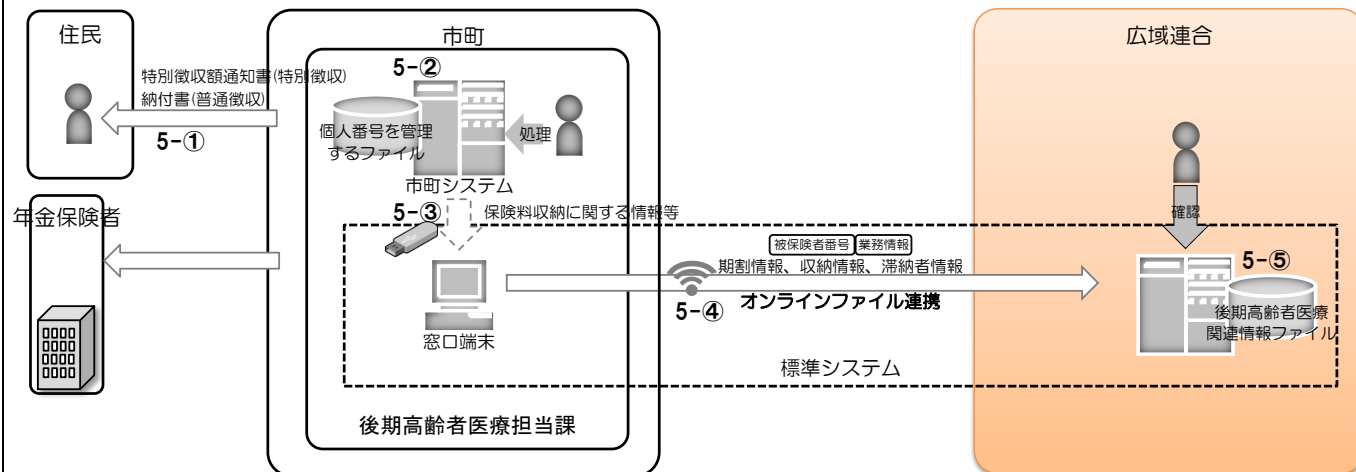 住民
市町
広域連合
特別徴収額通知書(特別徴収)
納付書(普通徴収)
5-①
5-②
個人番号を管理
するファイル
処理
市町システム
年金保険者
5-③
保険料収納に関する情報等
確認
被保険者番号 業務情報
期割情報、収納情報、滞納者情報
5-④
オンラインファイル連携
5-⑤
後期高齢者医療
関連情報ファイル
窓口端末
標準システム
後期高齢者医療担当課